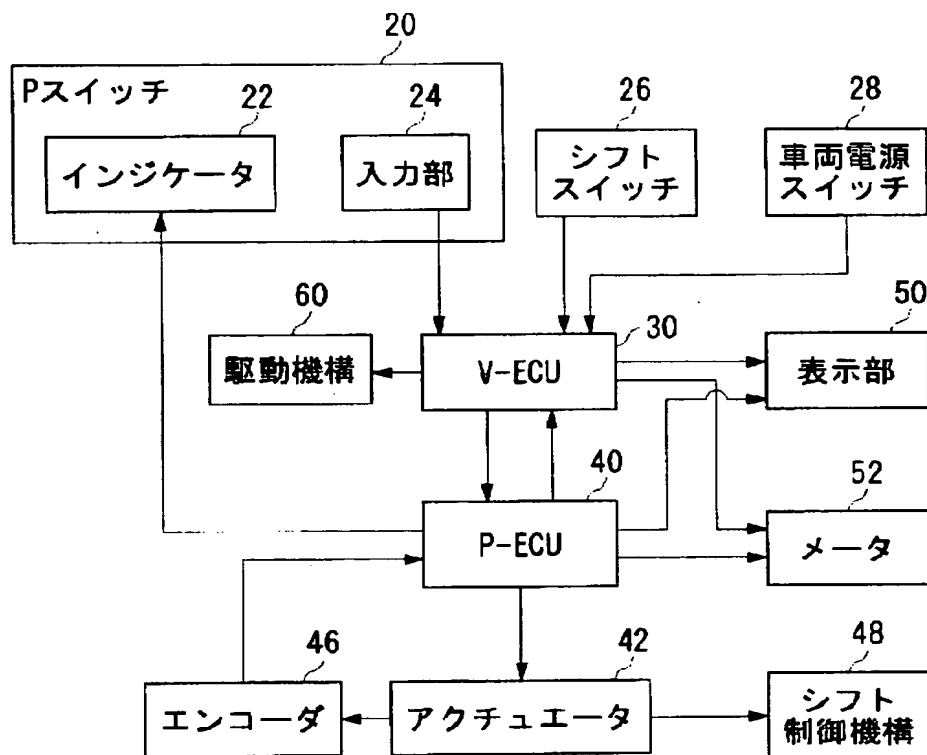 20
Pスイッチ
22
24
26
28
インジケータ
入力部
シフト
スイッチ
車両電源
スイッチ
60
30
50
駆動機構
V-ECU
表示部
40
52
P-ECU
メータ
46
42
48
エンコーダ
アクチュエータ
シフト
制御機構